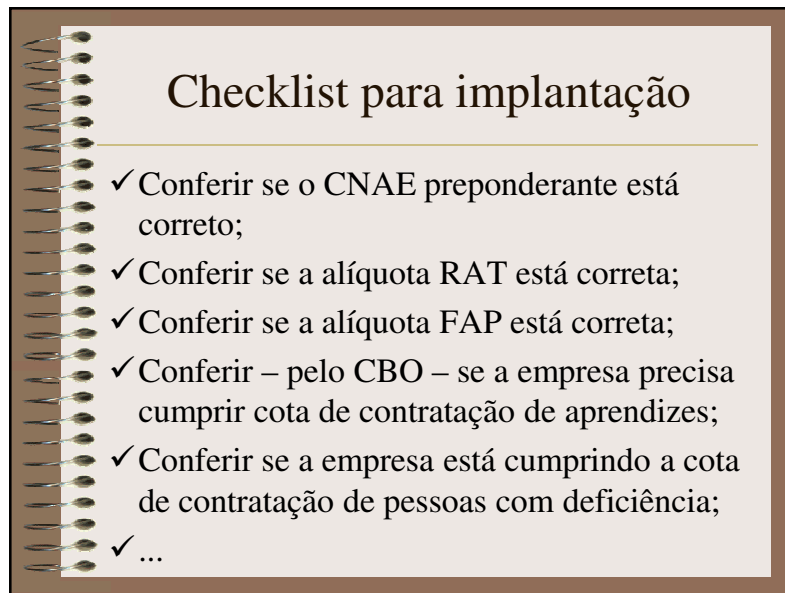 Checklist para implantação
✓Conferir se o CNAE preponderante está
correto;
✓Conferir se a alíquota RAT está correta;
✓Conferir se a alíquota FAP está correta;
✓Conferir – pelo CBO – se a empresa precisa
cumprir cota de contratação de aprendizes;
✓Conferir se a empresa está cumprindo a cota
de contratação de pessoas com deficiência;
✓...